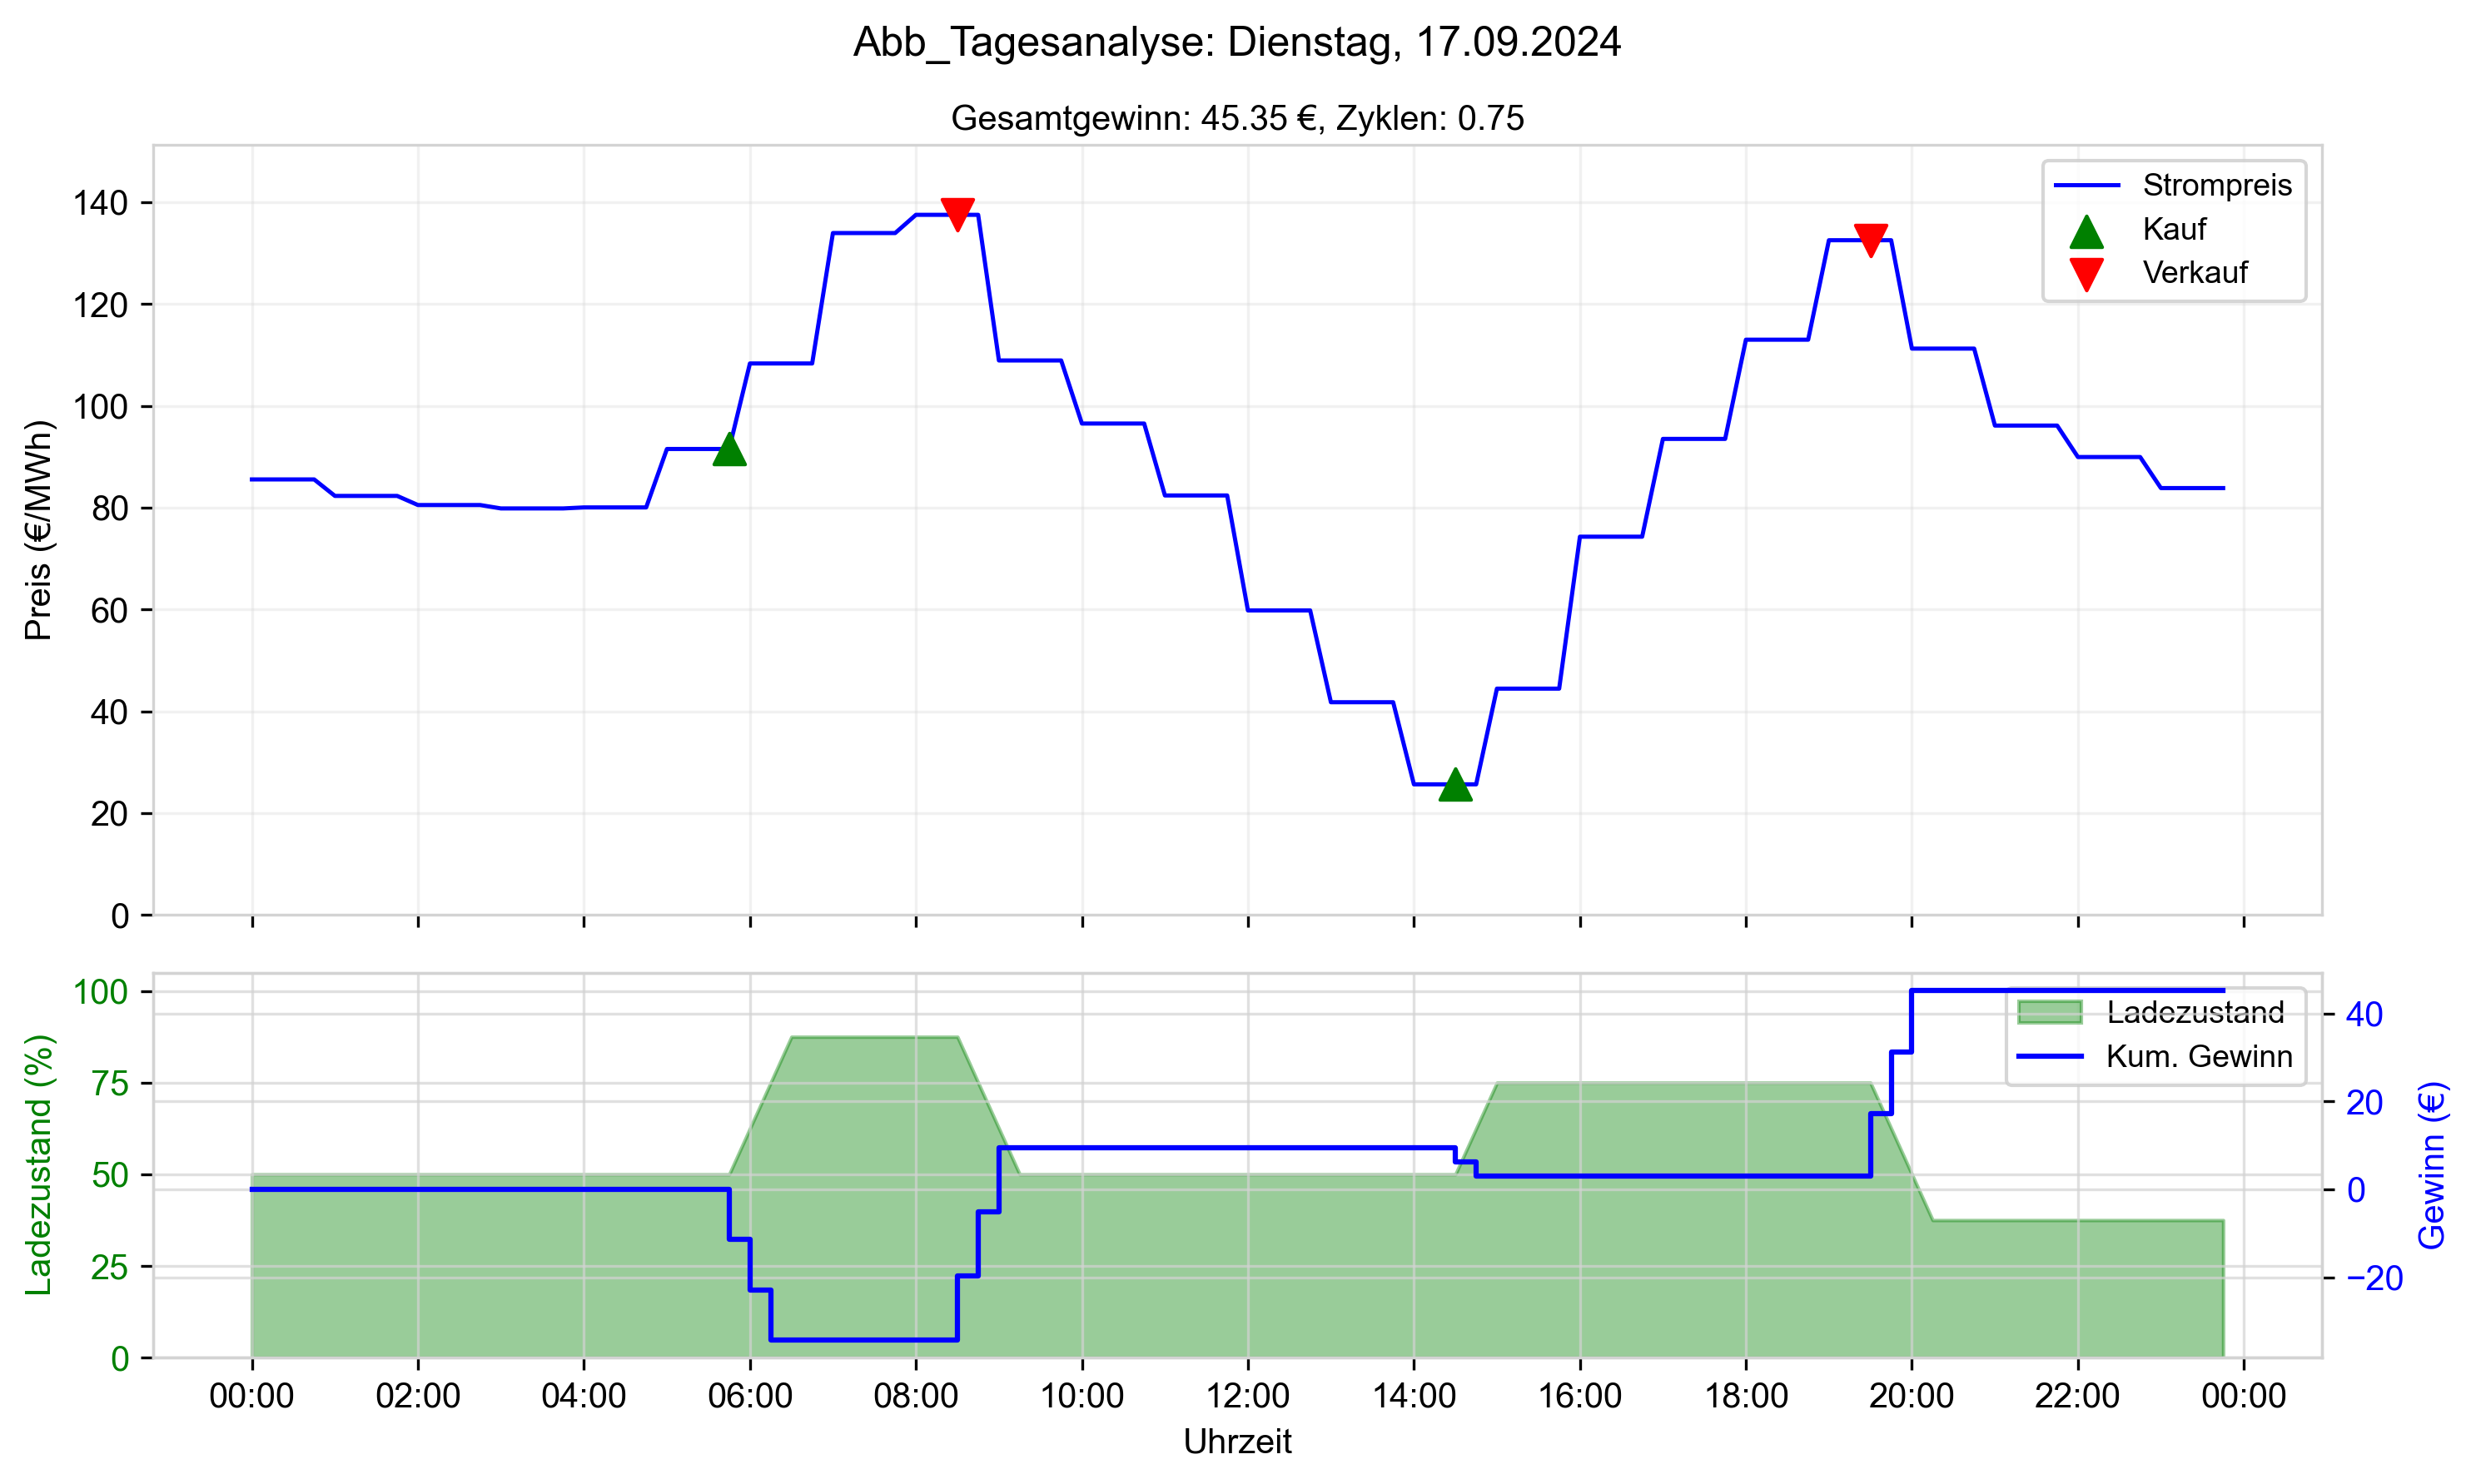 Abb_Tagesanalyse: Dienstag, 17.09.2024
Gesamtgewinn: 45.35 €, Zyklen: 0.75
Preis (€/MWh)
140
120
100
80
60
40
20
0
Strompreis
Kauf
Verkauf
Ladezustand (%)
100
75
50
25
0
Ladezustand
Kum. Gewinn
40
20
0
−20
Gewinn (€)
00:00 02:00 04:00 06:00 08:00 10:00 12:00 14:00 16:00 18:00 20:00 22:00 00:00
Uhrzeit